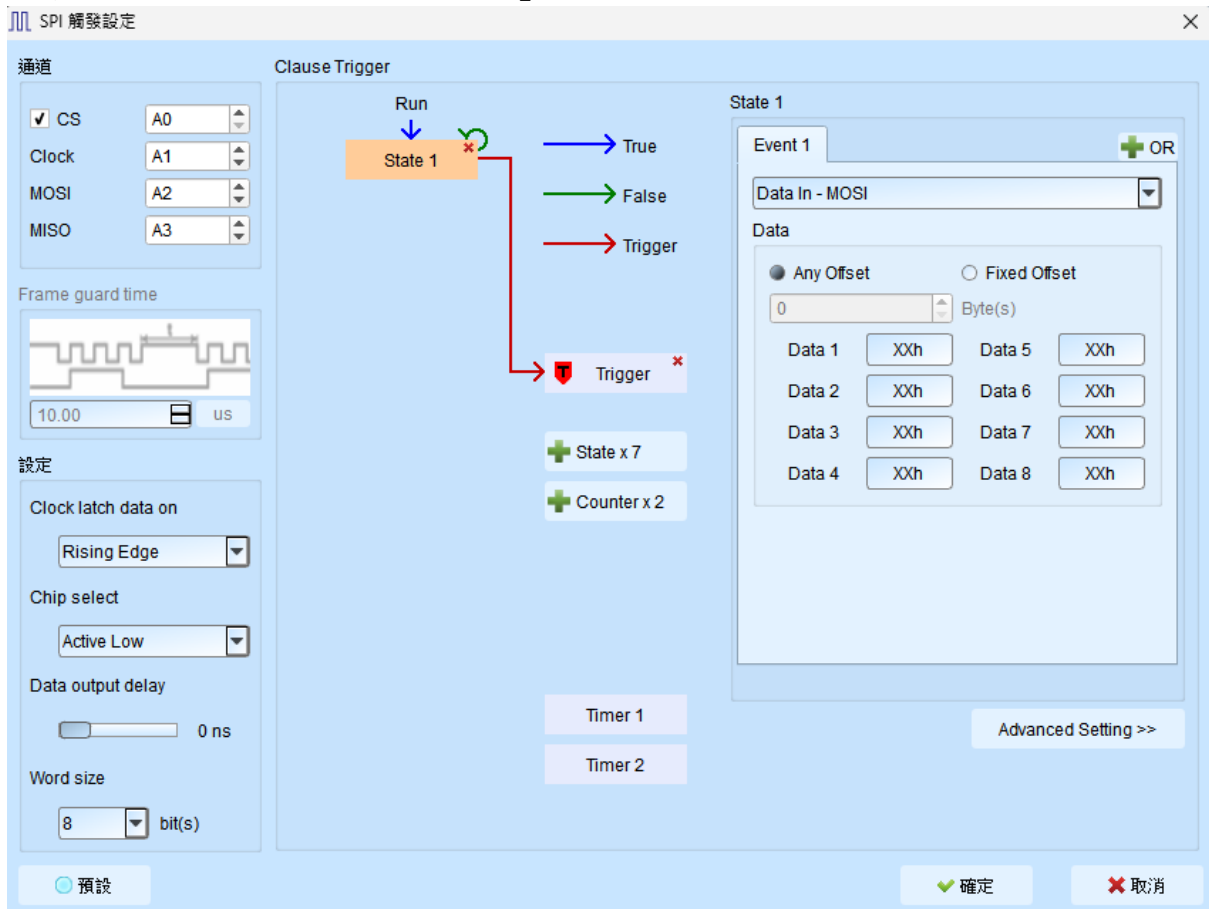 SPI 觸發設定
通道
CS A0
Clock A1
MOSI A2
MISO A3
Frame guard time
t
10.00 us
設定
Clock latch data on
Rising Edge
Chip select
Active Low
Data output delay
0 ns
Word size
8 bit(s)
預設
Clause Trigger
Run
State 1
True
False
Trigger
T Trigger
State x 7
Counter x 2
Timer 1
Timer 2
State 1
Event 1
OR
Data In - MOSI
Data
Any Offset Fixed Offset
0 Byte(s)
Data 1 XXh Data 5 XXh
Data 2 XXh Data 6 XXh
Data 3 XXh Data 7 XXh
Data 4 XXh Data 8 XXh
Advanced Setting >>
確定 取消